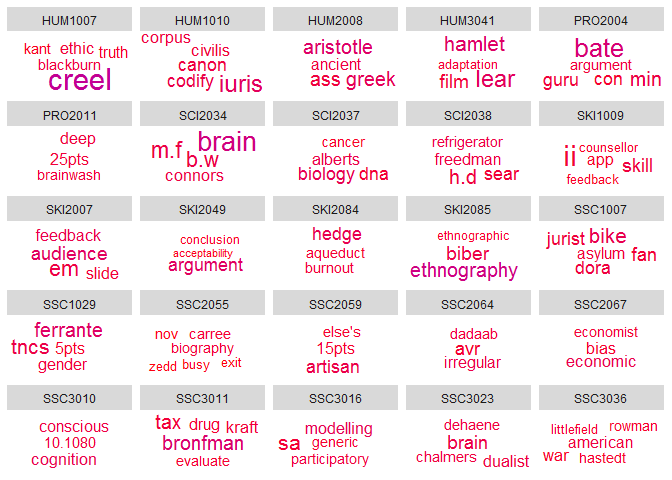 HUM1007 HUM1010 HUM2008 HUM3041 PRO2004
kant ethic truth
blackburn
creel
corpus
civilis
canon
codify iuris
aristotle
ancient
ass greek
hamlet
adaptation
film lear
bate
argument
guru con min
PRO2011 SCI2034 SCI2037 SCI2038 SKI1009
deep
25pts
brainwash
brain
m.f b.w
connors
cancer
alberts
biology dna
refrigerator
freedman
h.d sear
ii counsellor
app skill
feedback
SKI2007 SKI2049 SKI2084 SKI2085 SSC1007
feedback
audience
em slide
conclusion
acceptability
argument
hedge
aqueduct
burnout
ethnographic
biber
ethnography
jurist bike
asylum fan
dora
SSC1029 SSC2055 SSC2059 SSC2064 SSC2067
ferrante
tncs 5pts
gender
nov carree
biography
zedd busy exit
else's
15pts
artisan
dadaab
avr
irregular
economist
bias
economic
SSC3010 SSC3011 SSC3016 SSC3023 SSC3036
conscious
10.1080
cognition
tax drug kraft
bronfman
evaluate
modelling
sa generic
participatory
dehaene
brain
chalmers dualist
littlefield rowman
american
war hastedt